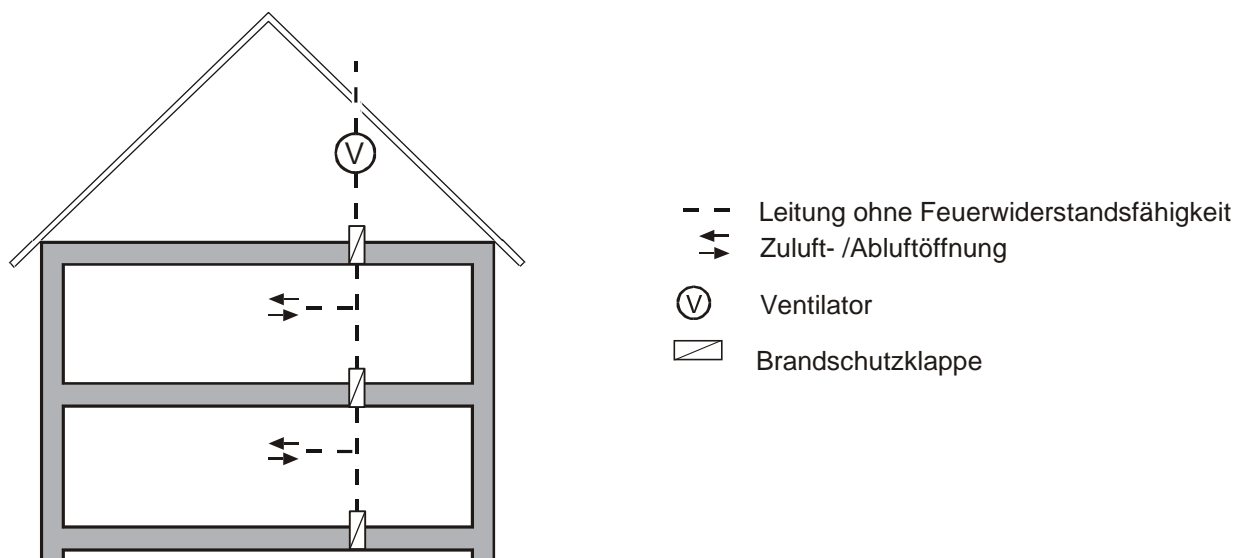 V
Leitung ohne Feuerwiderstandsfähigkeit
Zuluft- /Abluftöffnung
V Ventilator
Brandschutzklappe